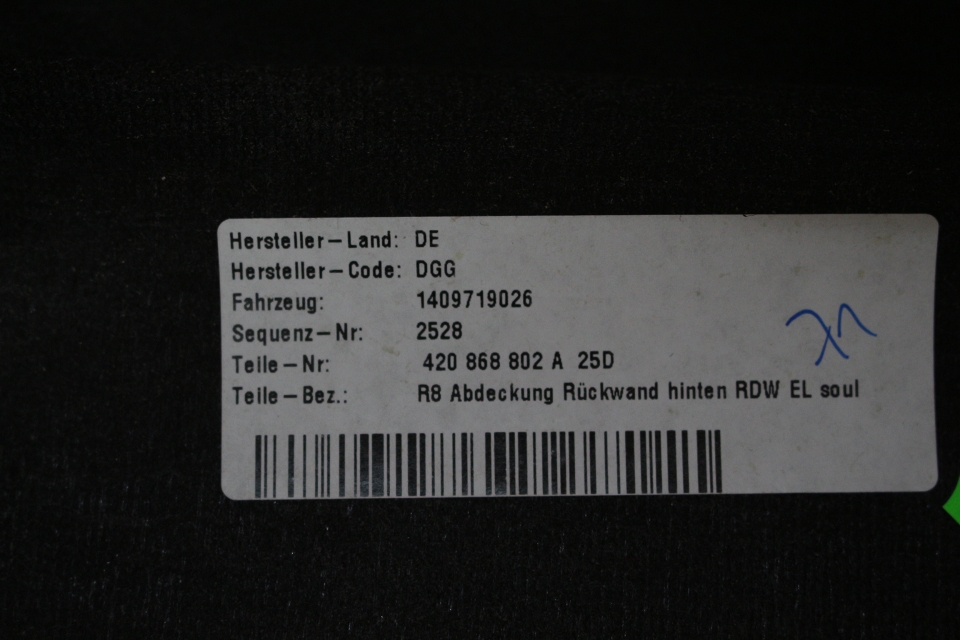 Hersteller-Land: DE
Hersteller-Code: DGG
Fahrzeug: 1409719026
Sequenz-Nr: 2528
Teile-Nr: 420 868 802 A 25D
Teile-Bez.: R8 Abdeckung Rückwand hinten RDW EL soul